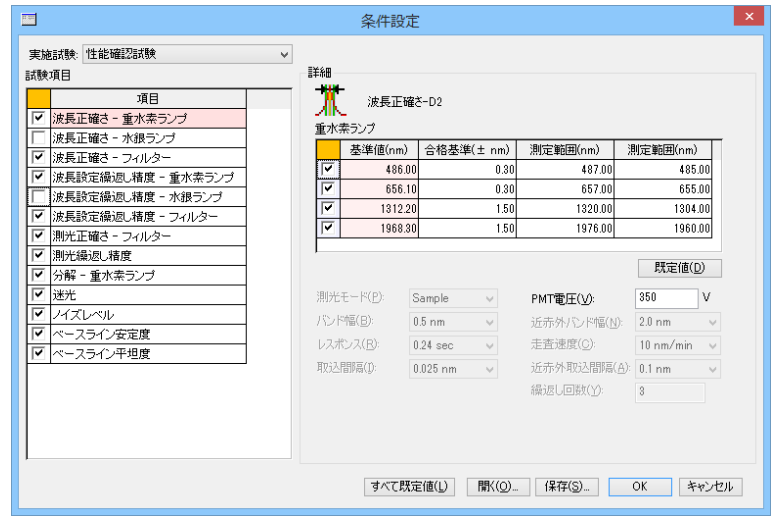 条件設定
実施試験: 性能確認試験
試験項目
項目
波長正確さ - 重水素ランプ
波長正確さ - 水銀ランプ
波長正確さ - フィルター
波長設定繰返し精度 - 重水素ランプ
波長設定繰返し精度 - 水銀ランプ
波長設定繰返し精度 - フィルター
測光正確さ - フィルター
測光繰返し精度
分解 - 重水素ランプ
迷光
ノイズレベル
ベースライン安定度
ベースライン平坦度
詳細
波長正確さ-D2
重水素ランプ
基準値(nm) 合格基準(± nm) 測定範囲(nm) 測定範囲(nm)
486.00 0.30 487.00 485.00
656.10 0.30 657.00 655.00
1312.20 1.50 1320.00 1304.00
1968.30 1.50 1976.00 1960.00
既定値(D)
測光モード(P): Sample PMT電圧(V): 350 V
バンド幅(B): 0.5 nm 近赤外バンド幅(N): 2.0 nm
レスポンス(R): 0.24 sec 走査速度(C): 10 nm/min
取込間隔(I): 0.025 nm 近赤外取込間隔(A): 0.1 nm
繰返し回数(Y): 3
すべて既定値(L) 開く(O)... 保存(S)... OK キャンセル